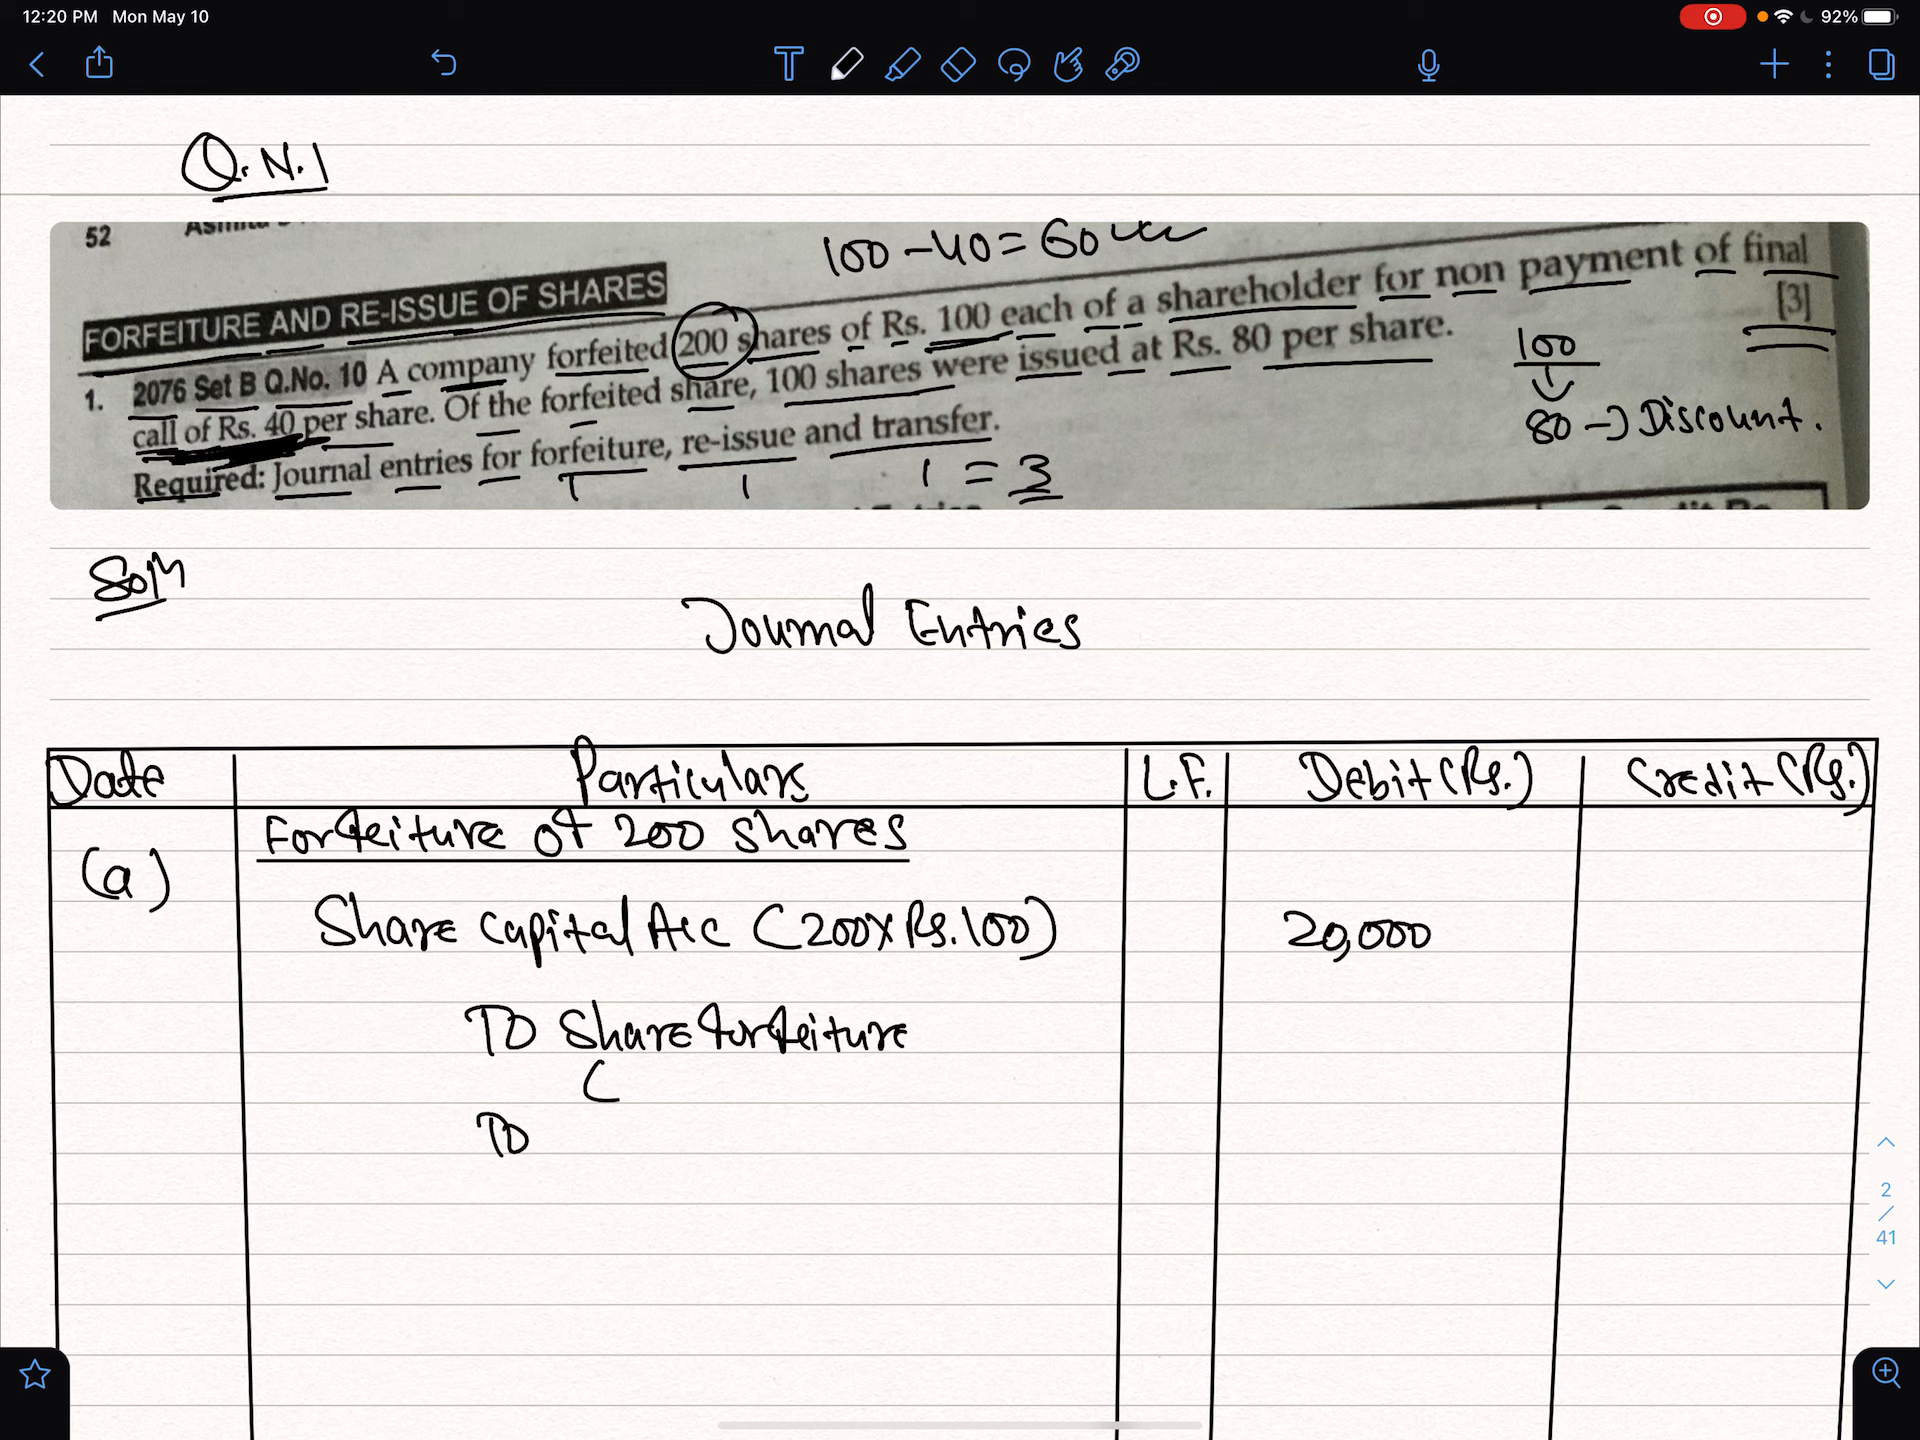 12:20 PM Mon May 10
92%
Q.N.1
52
100 - 40 = 60
FORFEITURE AND RE-ISSUE OF SHARES
1. 2076 Set B Q.No. 10 A company forfeited 200 shares of Rs. 100 each of a shareholder for non payment of final
call of Rs. 40 per share. Of the forfeited share, 100 shares were issued at Rs. 80 per share. [3]
Required: Journal entries for forfeiture, re-issue and transfer.
1 1 1 = 3
100
80 → Discount.
Soln
Journal Entries
Date Particulars L.F. Debit (Rs.) Credit (Rs.)
(a) Forfeiture of 200 shares
Share capital A/c (200xRs.100) 20,000
To Share forfeiture
(
To
2
/
41